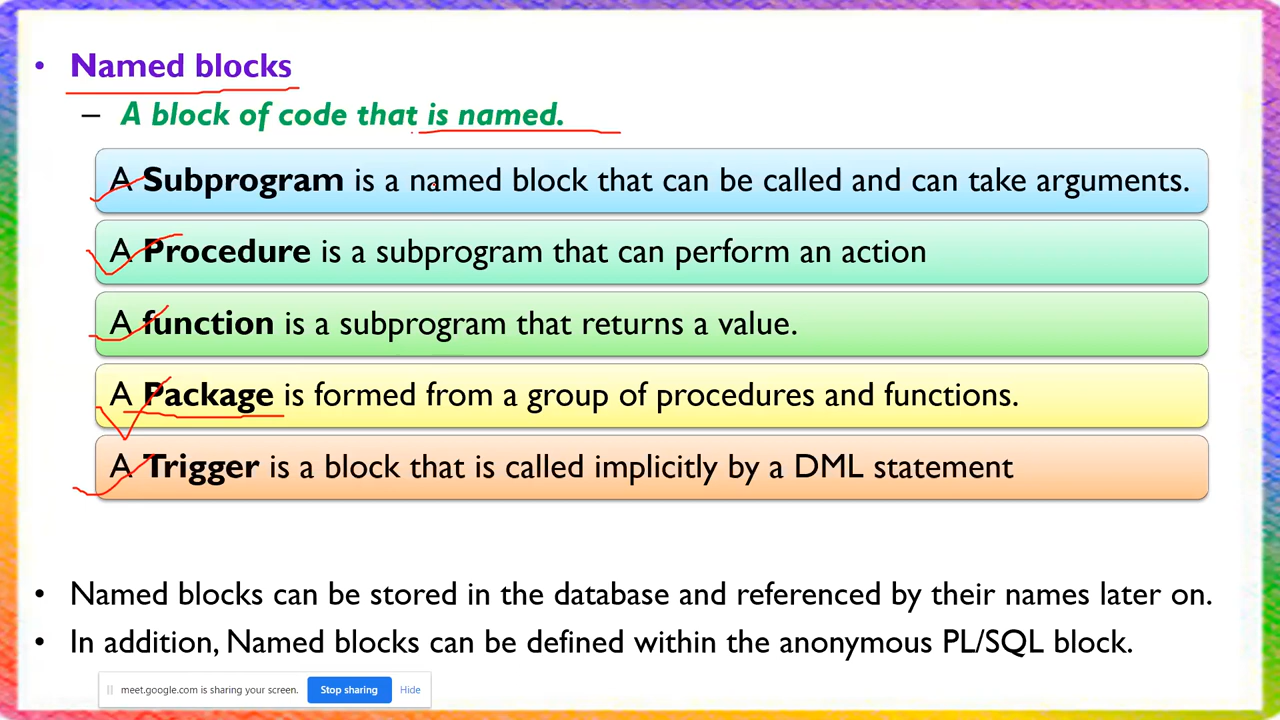 • Named blocks
– A block of code that is named.
A Subprogram is a named block that can be called and can take arguments.
A Procedure is a subprogram that can perform an action
A function is a subprogram that returns a value.
A Package is formed from a group of procedures and functions.
A Trigger is a block that is called implicitly by a DML statement
• Named blocks can be stored in the database and referenced by their names later on.
• In addition, Named blocks can be defined within the anonymous PL/SQL block.
meet.google.com is sharing your screen. Stop sharing Hide